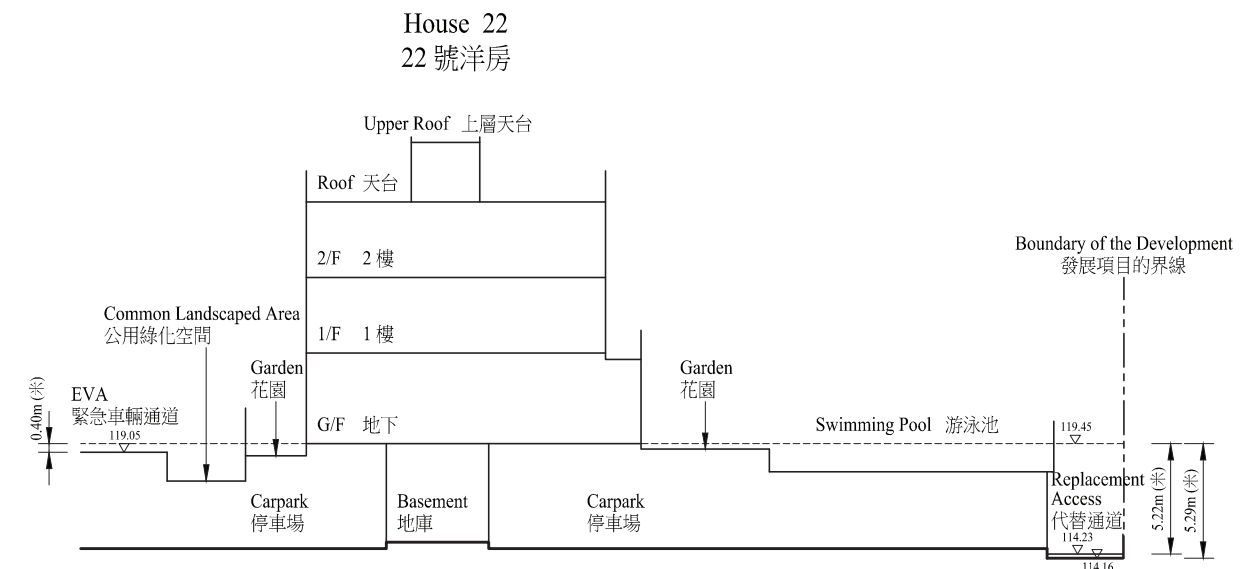 House 22
22 號洋房
Upper Roof 上層天台
Roof 天台
2/F 2 樓
Boundary of the Development
發展項目的界線
Common Landscaped Area
公用綠化空間
1/F 1 樓
Garden
花園
Garden
花園
0.40m (米)
EVA
緊急車輛通道
119.05
G/F 地下
Swimming Pool 游泳池
119.45
Carpark
停車場
Basement
地庫
Carpark
停車場
Replacement
Access
代替通道
114.23
114.16
5.22m (米)
5.29m (米)